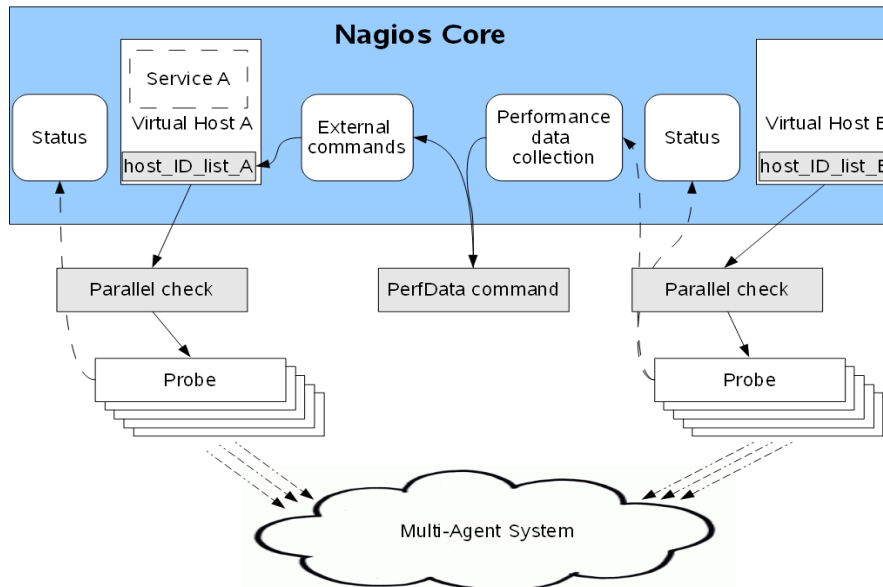 Nagios Core
Service A
Status
Virtual Host A
host_ID_list_A
External
commands
Performance
data
collection
Status
Virtual Host
host_ID_list_
Parallel check
PerfData command
Parallel check
Probe
Probe
Multi-Agent System